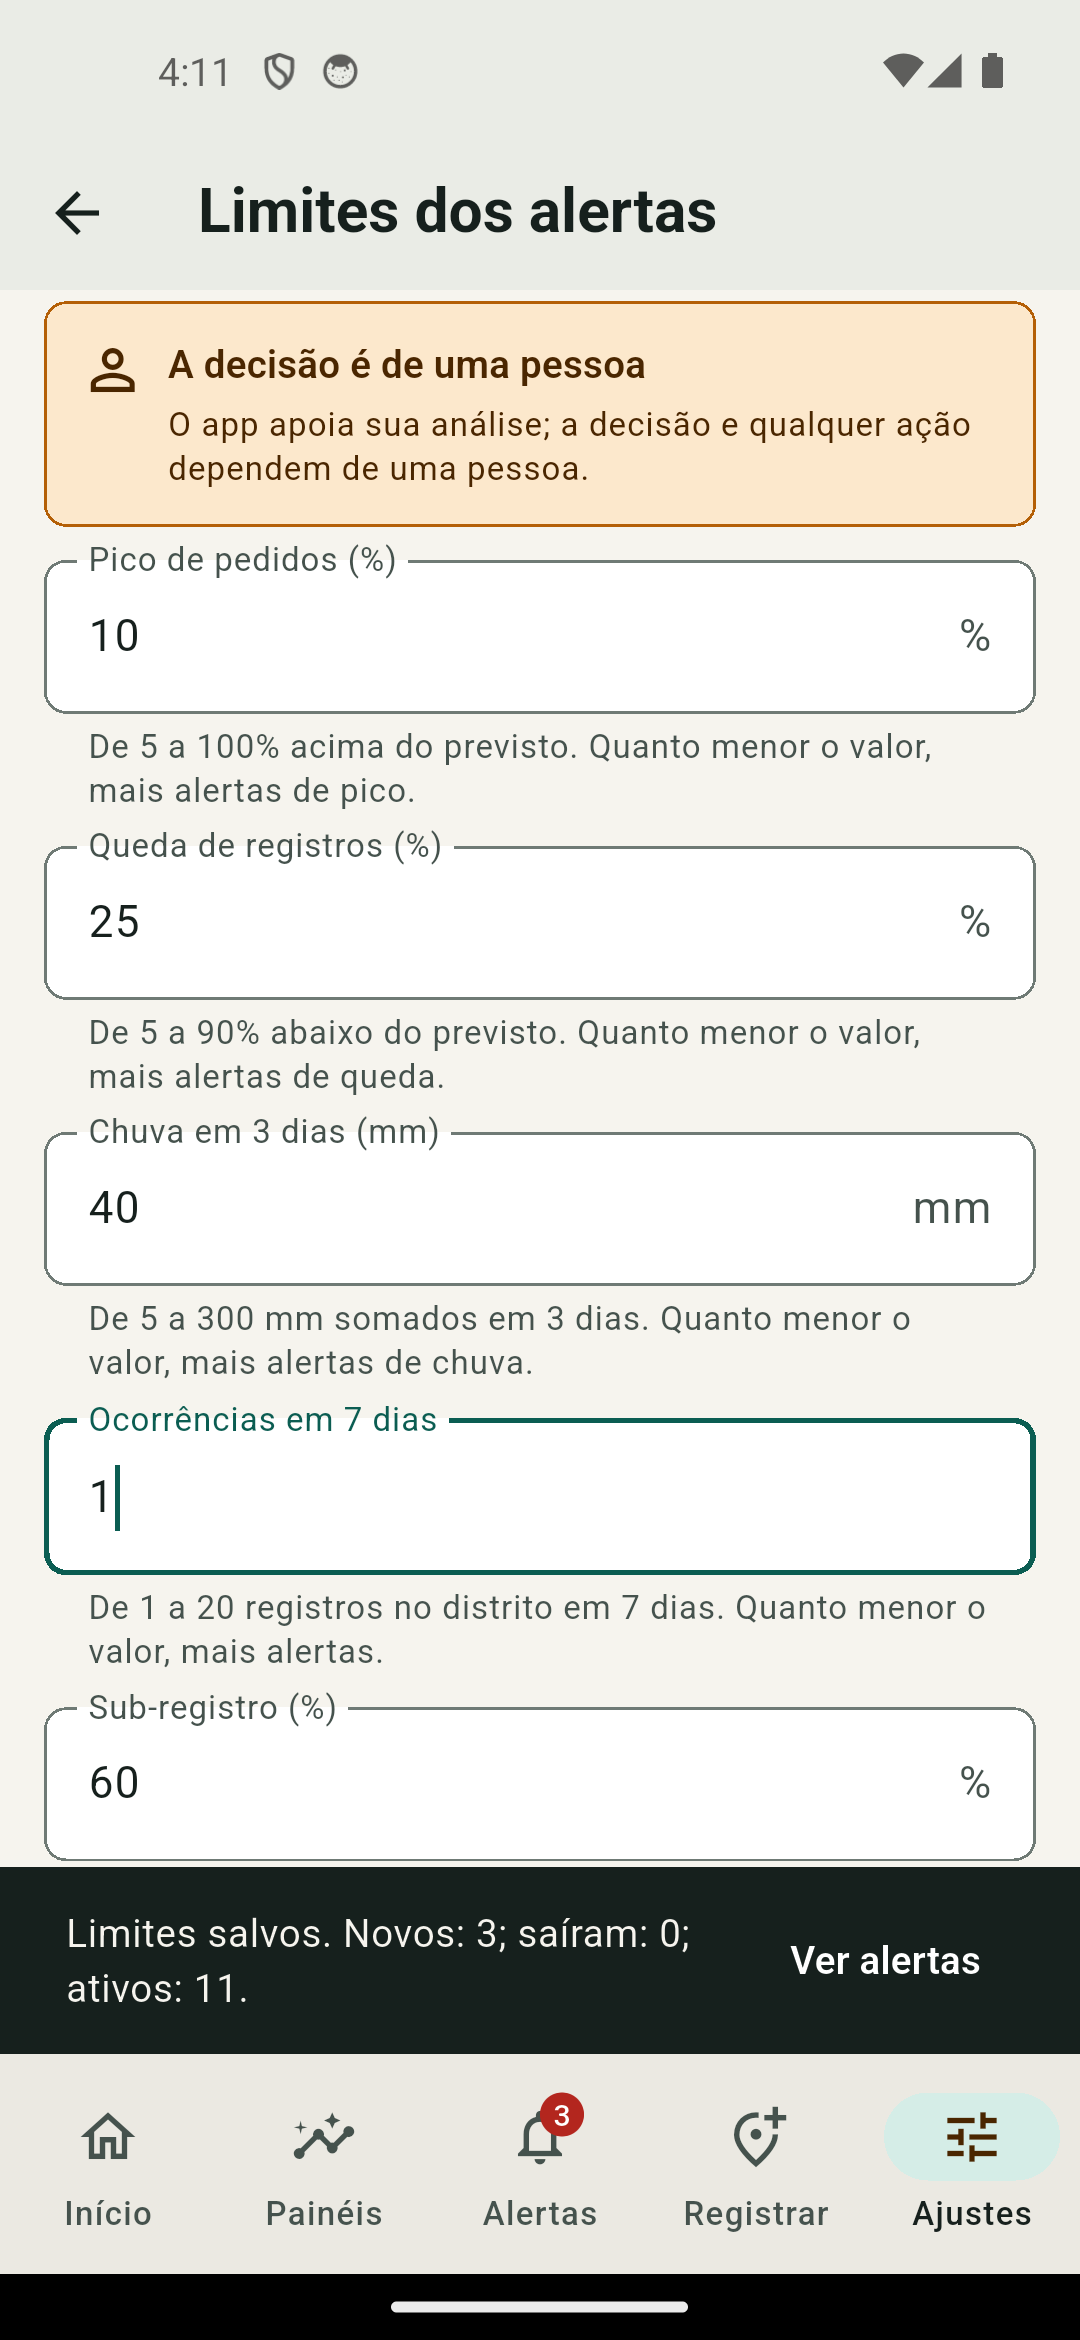 4:11
Limites dos alertas
A decisão é de uma pessoa
O app apoia sua análise; a decisão e qualquer ação
dependem de uma pessoa.
Pico de pedidos (%)
10 %
De 5 a 100% acima do previsto. Quanto menor o valor,
mais alertas de pico.
Queda de registros (%)
25 %
De 5 a 90% abaixo do previsto. Quanto menor o valor,
mais alertas de queda.
Chuva em 3 dias (mm)
40 mm
De 5 a 300 mm somados em 3 dias. Quanto menor o
valor, mais alertas de chuva.
Ocorrências em 7 dias
1
De 1 a 20 registros no distrito em 7 dias. Quanto menor o
valor, mais alertas.
Sub-registro (%)
60 %
Limites salvos. Novos: 3; saíram: 0;
ativos: 11.
Ver alertas
3
Início Painéis Alertas Registrar Ajustes